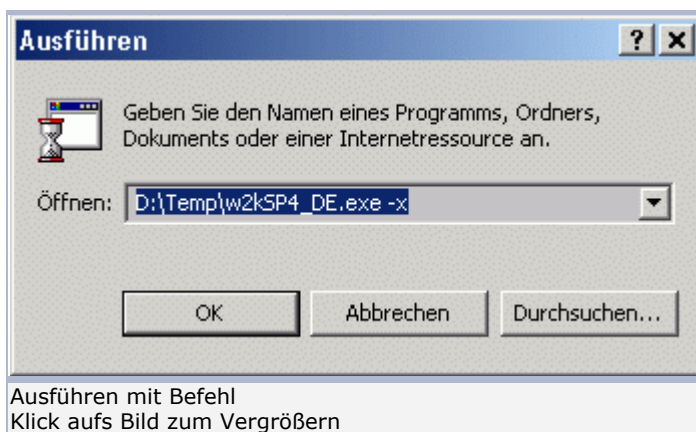 Ausführen
Geben Sie den Namen eines Programms, Ordners,
Dokuments oder einer Internetressource an.
Öffnen: D:\Temp\w2kSP4_DE.exe -x
OK Abbrechen Durchsuchen...
Ausführen mit Befehl
Klick aufs Bild zum Vergrößern